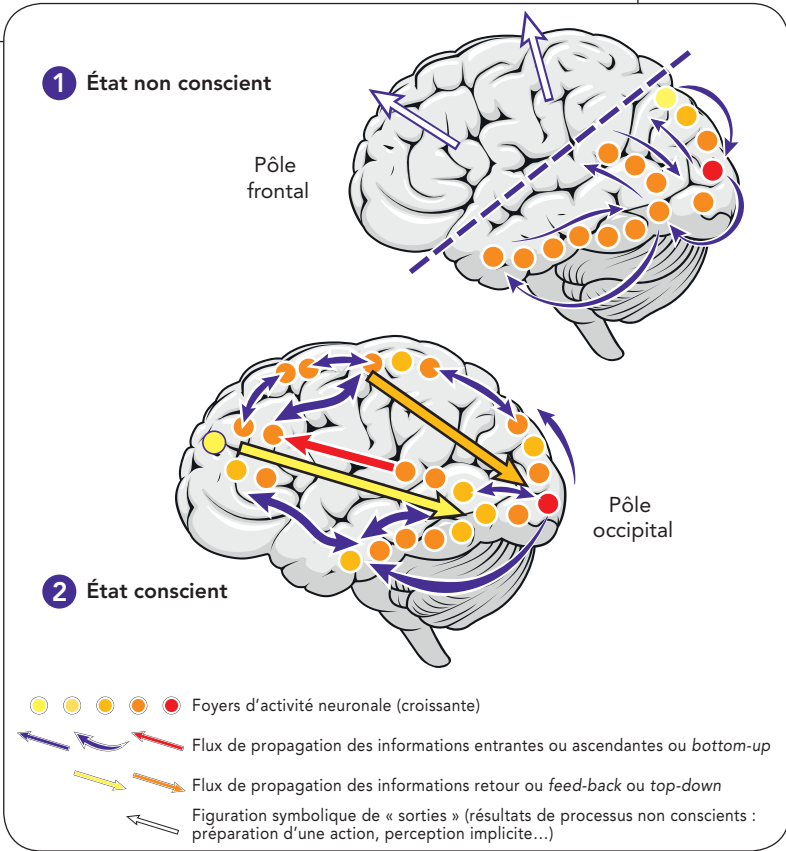 1 État non conscient
Pôle
frontal
Pôle
occipital
2 État conscient
Foyers d’activité neuronale (croissante)
Flux de propagation des informations entrantes ou ascendantes ou bottom-up
Flux de propagation des informations retour ou feed-back ou top-down
Figuration symbolique de « sorties » (résultats de processus non conscients :
préparation d’une action, perception implicite…)